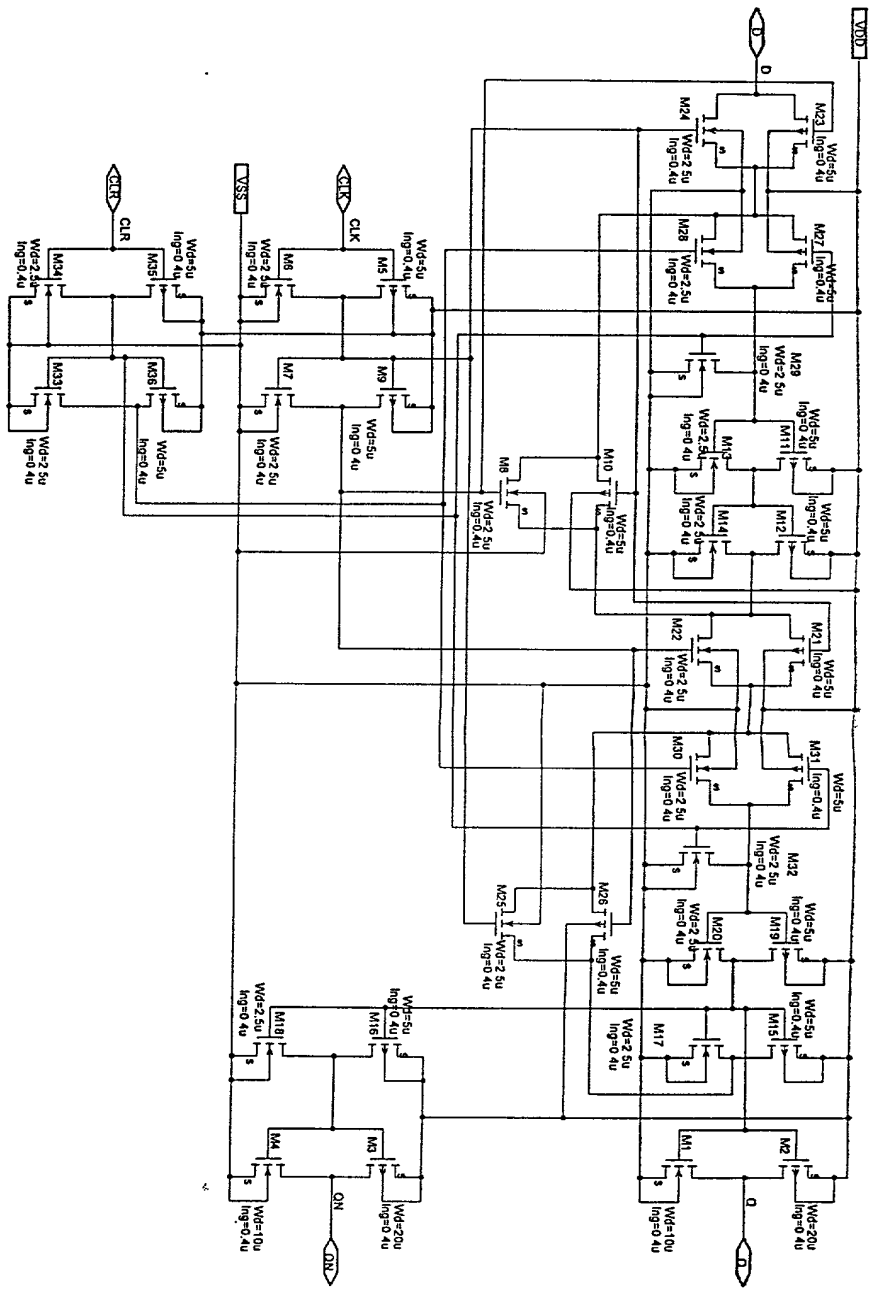 VDD
D
D
M23
Wd=5u
lng=0.4u
M24
Wd=2 5u
lng=0.4u
M27
Wd=5u
lng=0.4u
M28
Wd=2.5u
lng=0.4u
M29
Wd=2 5u
lng=0 4u
S
M11
Wd=5u
lng=0 4u
S
M13
Wd=2.5u
lng=0 4u
S
M12
Wd=5u
lng=0 4u
S
M14
Wd=2 5u
lng=0 4u
S
M21
Wd=5u
lng=0.4u
S
M22
Wd=2 5u
lng=0 4u
S
M31
Wd=5u
lng=0.4u
S
M30
Wd=2 5u
lng=0 4u
S
M32
Wd=2 5u
lng=0 4u
S
M19
Wd=5u
lng=0.4u
S
M20
Wd=2.5u
lng=0 4u
S
M15
Wd=5u
lng=0.4u
S
M17
Wd=2 5u
lng=0 4u
S
M2
Wd=20u
lng=0 4u
S
M1
Wd=10u
lng=0 4u
S
Q
Q
M10
Wd=5u
lng=0.4u
S
M8
Wd=2 5u
lng=0 4u
S
M26
Wd=5u
lng=0.4u
S
M25
Wd=2 5u
lng=0 4u
S
CLK
CLK
M5
Wd=5u
lng=0.4u
S
M6
Wd=2 5u
lng=0.4u
S
M9
Wd=5u
lng=0 4u
S
M7
Wd=2 5u
lng=0 4u
S
M16
Wd=5u
lng=0 4u
S
M18
Wd=2.5u
lng=0 4u
S
M3
Wd=20u
lng=0 4u
S
M4
Wd=10u
lng=0.4u
S
QN
QN
VSS
CLR
CLR
M35
Wd=5u
lng=0.4u
S
M34
Wd=2.5u
lng=0.4u
S
M36
Wd=5u
lng=0 4u
S
M33
Wd=2 5u
lng=0 4u
S